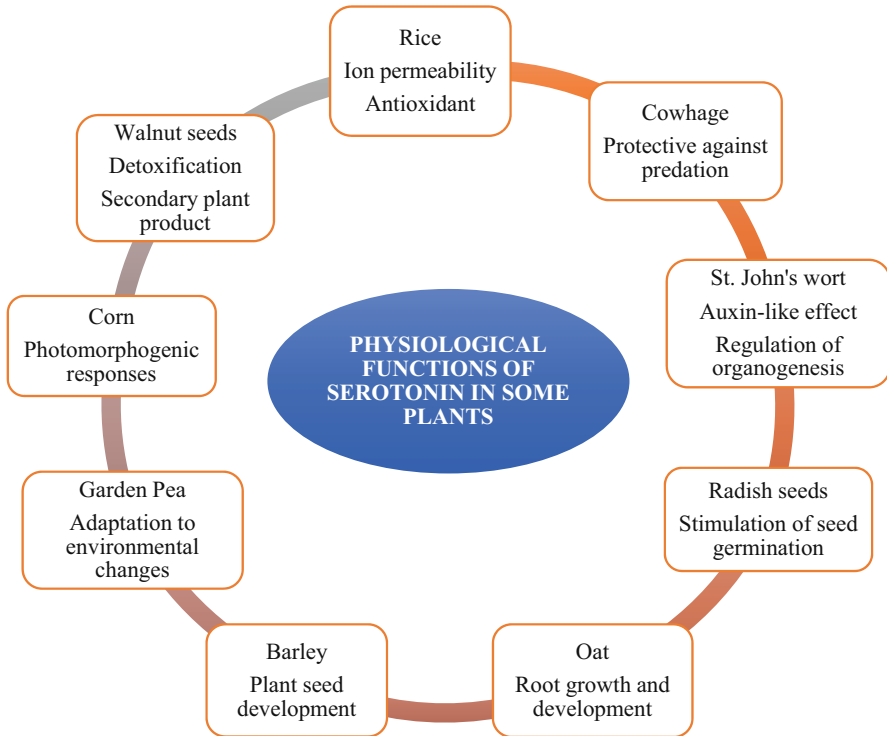 Rice
Ion permeability
Antioxidant
Cowhage
Protective against
predation
St. John's wort
Auxin-like effect
Regulation of
organogenesis
Radish seeds
Stimulation of seed
germination
Oat
Root growth and
development
Barley
Plant seed
development
Garden Pea
Adaptation to
environmental
changes
Corn
Photomorphogenic
responses
Walnut seeds
Detoxification
Secondary plant
product
PHYSIOLOGICAL
FUNCTIONS OF
SEROTONIN IN SOME
PLANTS